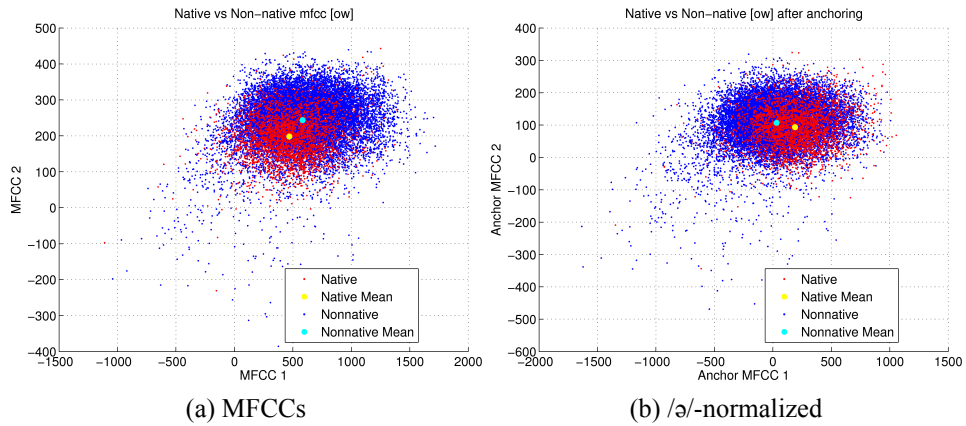 Native vs Non−native mfcc [ow]
500
400
300
200
100
0
−100
−200
−300
−400
MFCC 2
−1500 −1000 −500 0 500 1000 1500 2000
MFCC 1
Native
Native Mean
Nonnative
Nonnative Mean
(a) MFCCs
Native vs Non−native [ow] after anchoring
400
300
200
100
0
−100
−200
−300
−400
−500
−600
Anchor MFCC 2
−2000 −1500 −1000 −500 0 500 1000 1500
Anchor MFCC 1
Native
Native Mean
Nonnative
Nonnative Mean
(b) /ə/-normalized